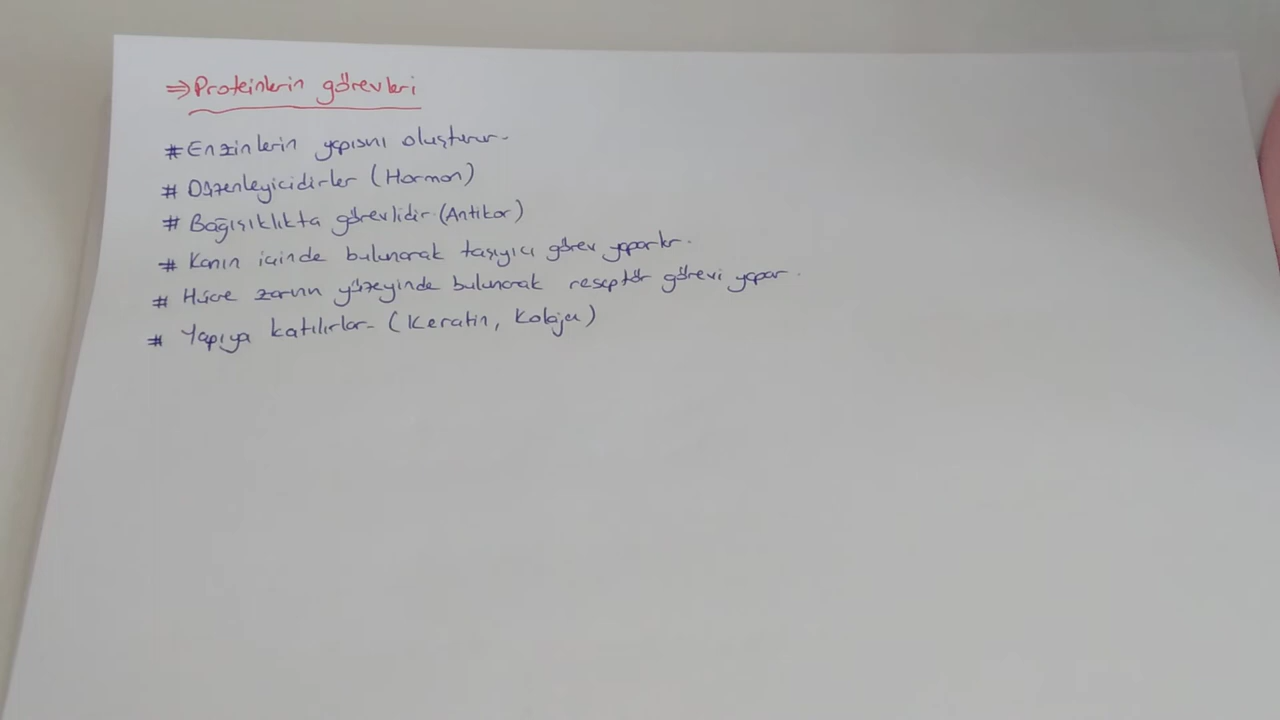 ⇒ Proteinlerin görevleri
# Enzimlerin yapısını oluşturur.
# Düzenleyicidirler (Hormon)
# Bağışıklıkta görevlidir. (Antikor)
# Kanın içinde bulunarak taşıyıcı görev yaparlar.
# Hücre zarının yüzeyinde bulunarak reseptör görevi yapar.
# Yapıya katılırlar. (Keratin, Kolajen)